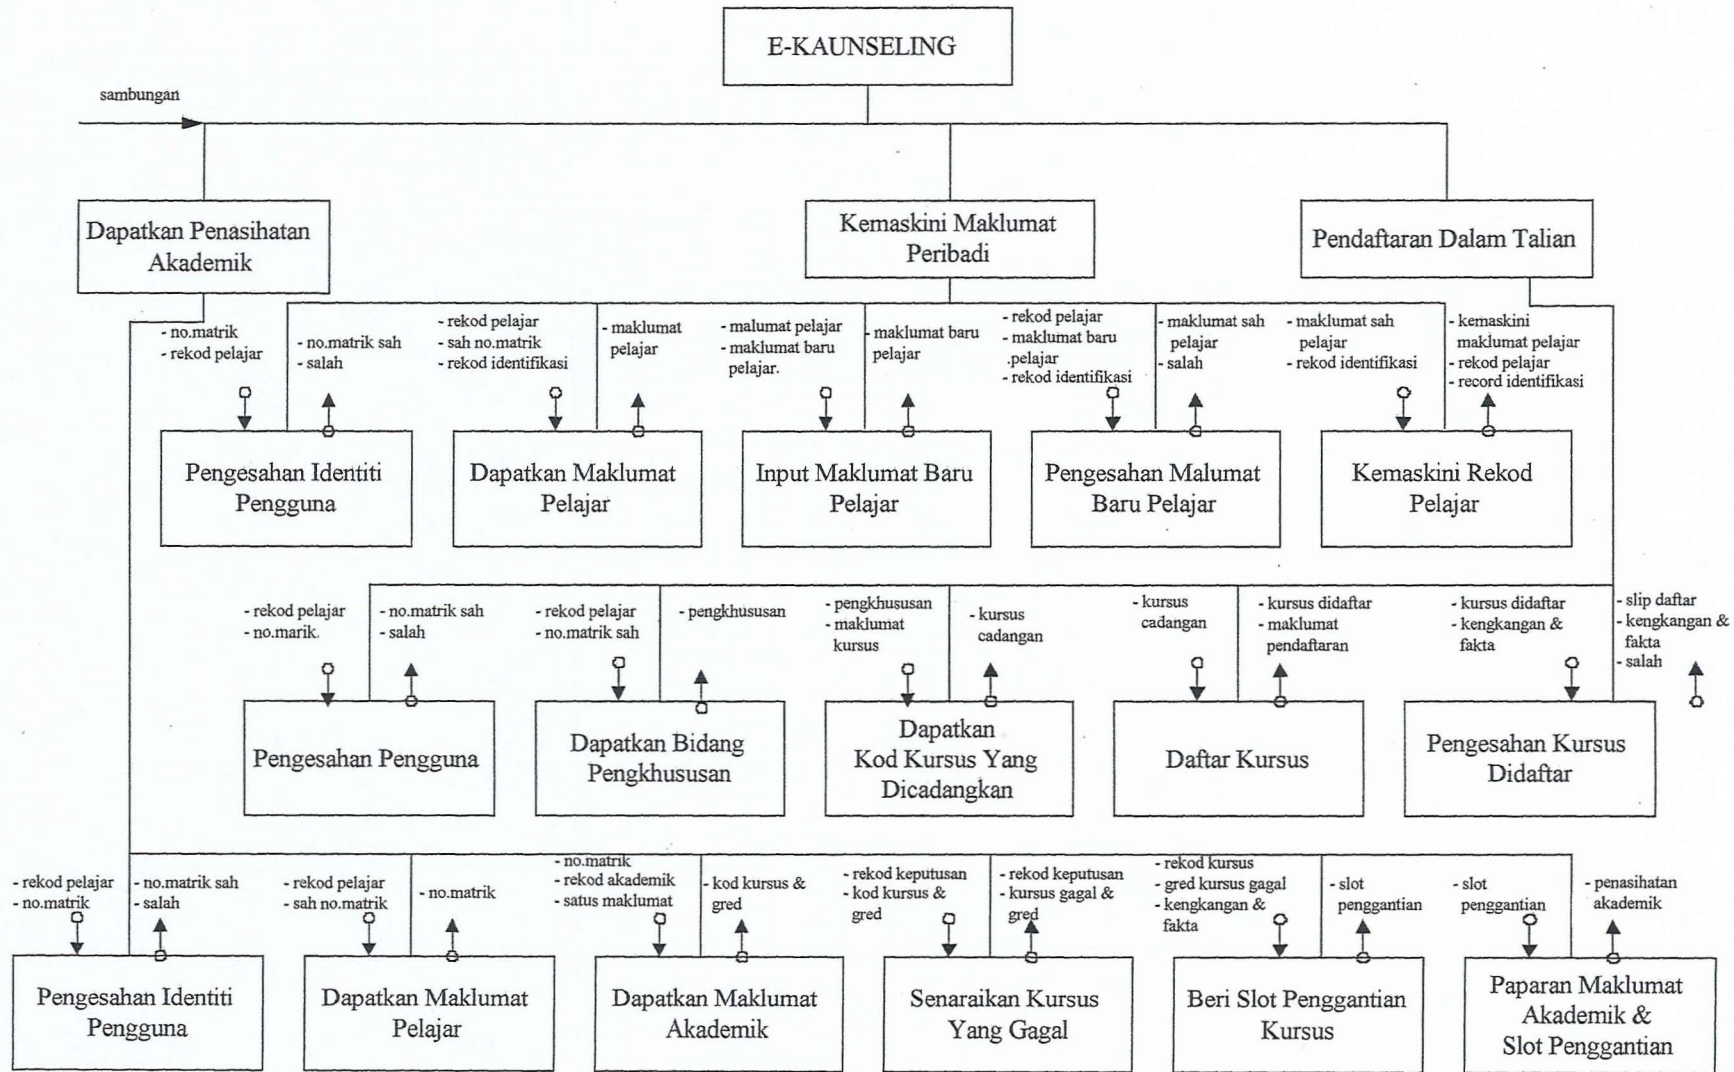 E-KAUNSELING
sambungan
Dapatkan Penasihatan
Akademik
Kemaskini Maklumat
Peribadi
Pendaftaran Dalam Talian
- no.matrik
- rekod pelajar
- no.matrik sah
- salah
- rekod pelajar
- sah no.matrik
- rekod identifikasi
- maklumat
pelajar
- malumat pelajar
- maklumat baru
pelajar.
- maklumat baru
pelajar
- rekod pelajar
- maklumat baru
.pelajar
- rekod identifikasi
- maklumat sah
pelajar
- salah
- maklumat sah
pelajar
- rekod identifikasi
- kemaskini
maklumat pelajar
- rekod pelajar
- record identifikasi
Pengesahan Identiti
Pengguna
Dapatkan Maklumat
Pelajar
Input Maklumat Baru
Pelajar
Pengesahan Malumat
Baru Pelajar
Kemaskini Rekod
Pelajar
- rekod pelajar
- no.marik.
- no.matrik sah
- salah
- rekod pelajar
- no.matrik sah
- pengkhususan
- pengkhususan
- maklumat
kursus
- kursus
cadangan
- kursus
cadangan
- kursus didaftar
- maklumat
pendaftaran
- kursus didaftar
- kengkangan &
fakta
- slip daftar
- kengkangan &
fakta
- salah
Pengesahan Pengguna
Dapatkan Bidang
Pengkhususan
Dapatkan
Kod Kursus Yang
Dicadangkan
Daftar Kursus
Pengesahan Kursus
Didaftar
- rekod pelajar
- no.matrik
- no.matrik sah
- salah
- rekod pelajar
- sah no.matrik
- no.matrik
- no.matrik
- rekod akademik
- satus maklumat
- kod kursus &
gred
- rekod keputusan
- kod kursus &
gred
- rekod keputusan
- kursus gagal &
gred
- rekod kursus
- gred kursus gagal
- kengkangan &
fakta
- slot
penggantian
- slot
penggantian
- penasihatan
akademik
Pengesahan Identiti
Pengguna
Dapatkan Maklumat
Pelajar
Dapatkan Maklumat
Akademik
Senaraikan Kursus
Yang Gagal
Beri Slot Penggantian
Kursus
Paparan Maklumat
Akademik &
Slot Penggantian